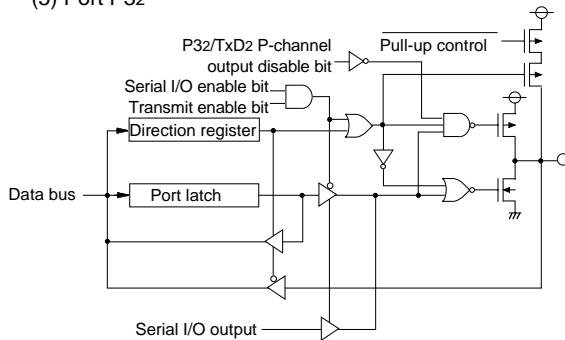 (5) Port P32
P32/TxD2 P-channel
output disable bit
Pull-up control
Serial I/O enable bit
Transmit enable bit
Direction register
Data bus
Port latch
Serial I/O output